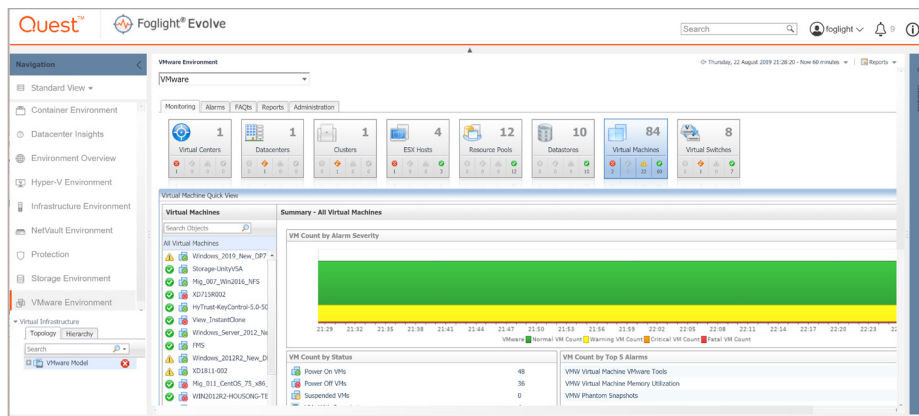 Quest™ Foglight® Evolve
Search foglight 9
Navigation
Standard View
Container Environment
Datacenter Insights
Environment Overview
Hyper-V Environment
Infrastructure Environment
NetVault Environment
Protection
Storage Environment
VMware Environment
Virtual Infrastructure
Topology Hierarchy
Search
VMware Model
VMware Environment
Thursday, 22 August 2019 21:28:20 - Now 60 minutes | Reports
VMware
Monitoring Alarms FAQts Reports Administration
1 1 1 4 12 10 84 8
Virtual Centers Datacenters Clusters ESX Hosts Resource Pools Datastores Virtual Machines Virtual Switches
Virtual Machine Quick View
Virtual Machines
Search Objects
All Virtual Machines
Windows_2019_New_DP7
Storage-UnityVSA
Mig_007_Win2016_NFS
XD715R002
HyTrust-KeyControl-5.0-50
View_InstantClone
Windows_Server_2012_Ne
FMS
Windows_2012R2_New_D
XD1811-002
Mig_011_CentOS_75_x86_
WIN2012R2-HOUSONG-TE
Summary - All Virtual Machines
VM Count by Alarm Severity
21:29 21:32 21:35 21:38 21:41 21:44 21:47 21:50 21:53 21:56 21:59 22:02 22:05 22:08 22:11 22:14 22:17 22:20 22:23
VMware Normal VM Count Warning VM Count Critical VM Count Fatal VM Count
VM Count by Status
Power On VMs 48
Power Off VMs 36
Suspended VMs 0
VM Count by Top 5 Alarms
VMW Virtual Machine VMware Tools
VMW Virtual Machine Memory Utilization
VMW Phantom Snapshots